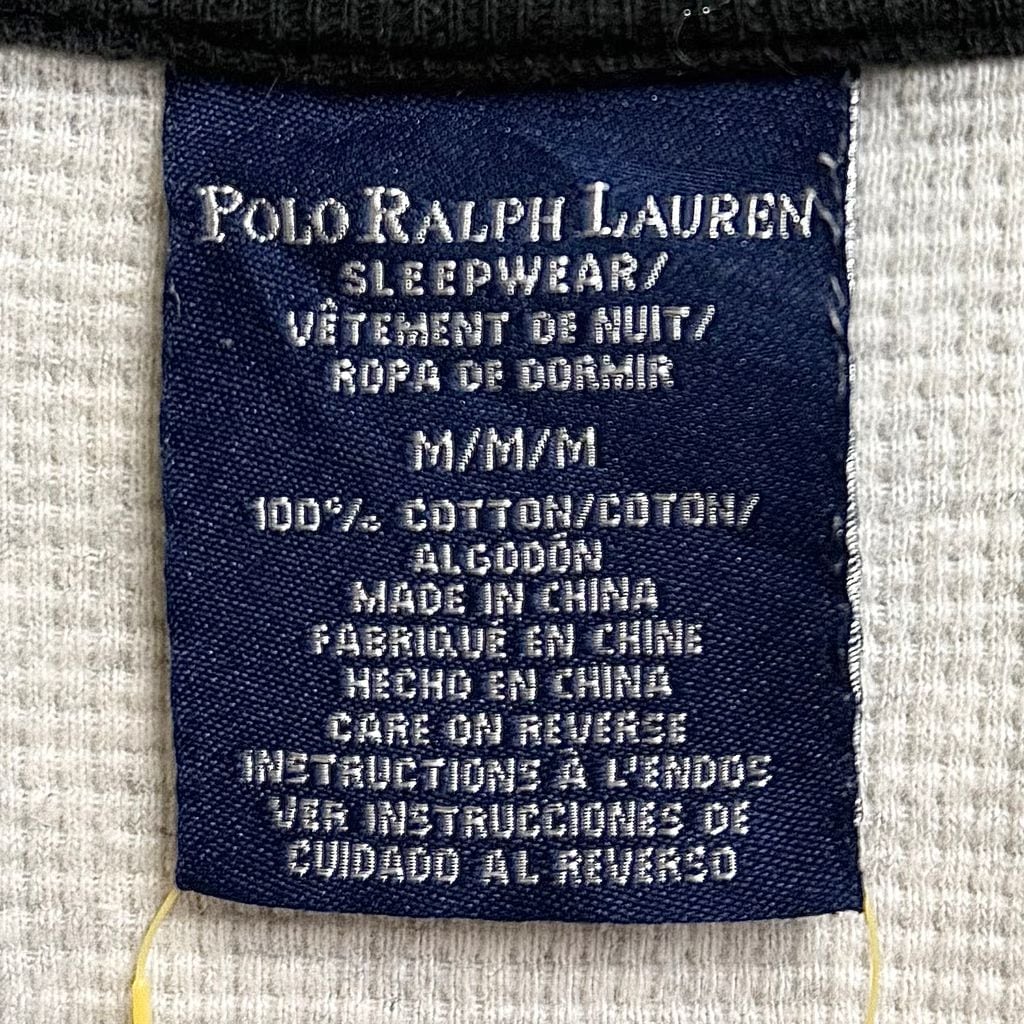 POLO RALPH LAUREN
SLEEPWEAR/
VÊTEMENT DE NUIT/
ROPA DE DORMIR
M/M/M
100% COTTON/COTON/
ALGODÓN
MADE IN CHINA
FABRIQUÉ EN CHINE
HECHO EN CHINA
CARE ON REVERSE
INSTRUCTIONS À L'ENDOS
VER INSTRUCCIONES DE
CUIDADO AL REVERSO